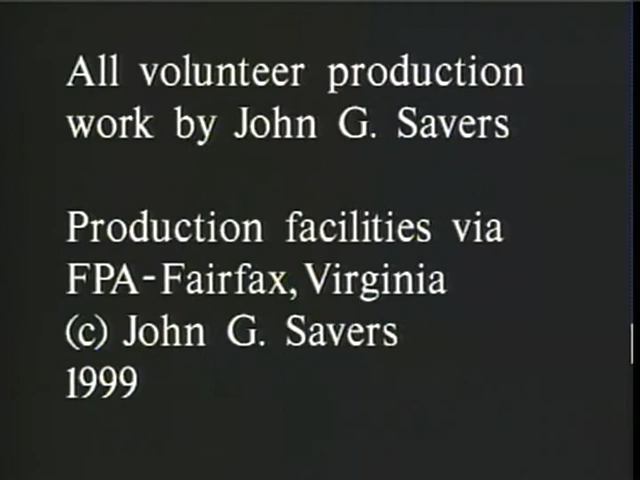 All volunteer production
work by John G. Savers
Production facilities via
FPA-Fairfax, Virginia
(c) John G. Savers
1999